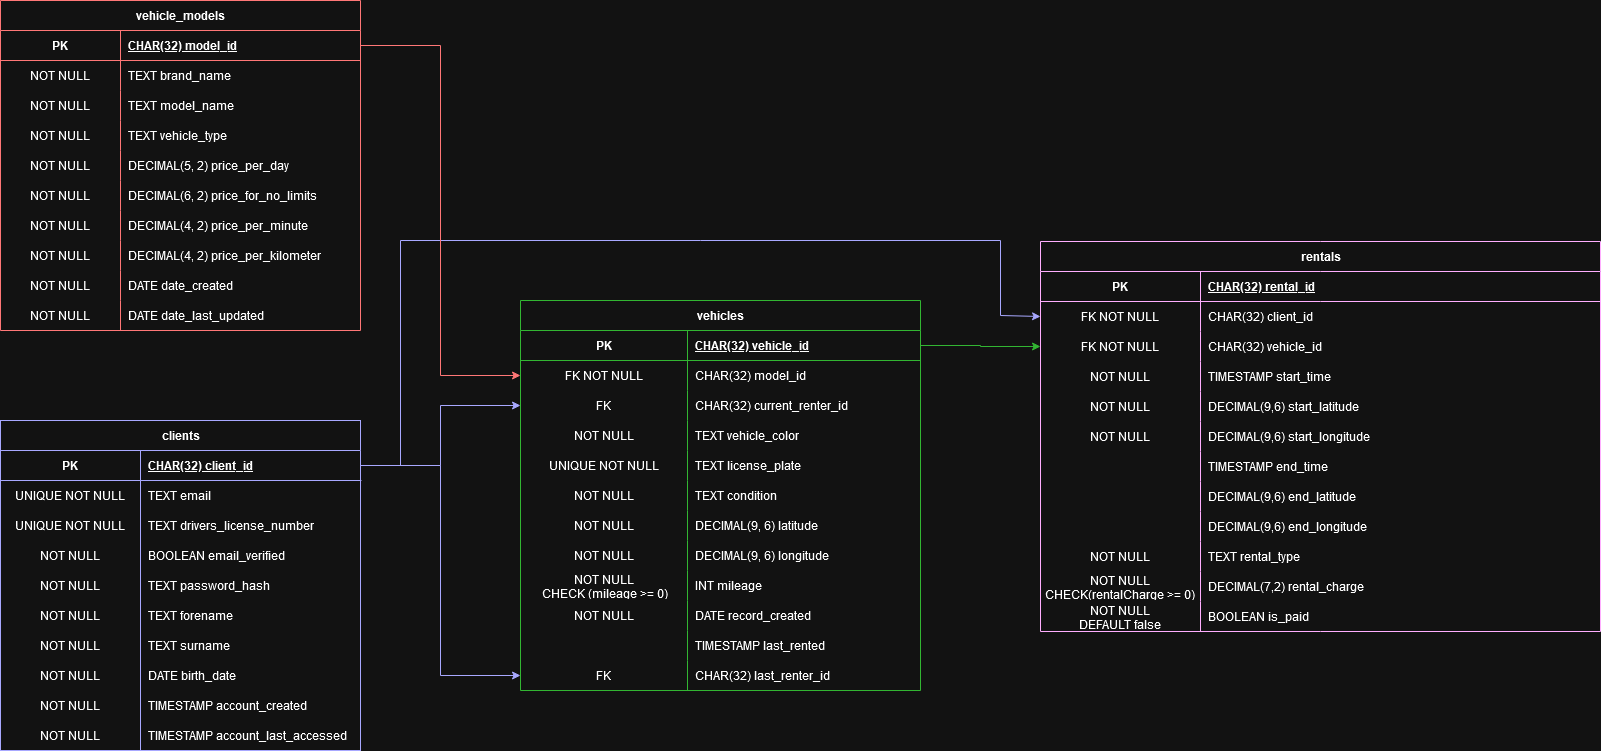 vehicle_models
PK CHAR(32) model_id
NOT NULL TEXT brand_name
NOT NULL TEXT model_name
NOT NULL TEXT vehicle_type
NOT NULL DECIMAL(5, 2) price_per_day
NOT NULL DECIMAL(6, 2) price_for_no_limits
NOT NULL DECIMAL(4, 2) price_per_minute
NOT NULL DECIMAL(4, 2) price_per_kilometer
NOT NULL DATE date_created
NOT NULL DATE date_last_updated
clients
PK CHAR(32) client_id
UNIQUE NOT NULL TEXT email
UNIQUE NOT NULL TEXT drivers_license_number
NOT NULL BOOLEAN email_verified
NOT NULL TEXT password_hash
NOT NULL TEXT forename
NOT NULL TEXT surname
NOT NULL DATE birth_date
NOT NULL TIMESTAMP account_created
NOT NULL TIMESTAMP account_last_accessed
vehicles
PK CHAR(32) vehicle_id
FK NOT NULL CHAR(32) model_id
FK CHAR(32) current_renter_id
NOT NULL TEXT vehicle_color
UNIQUE NOT NULL TEXT license_plate
NOT NULL TEXT condition
NOT NULL DECIMAL(9, 6) latitude
NOT NULL DECIMAL(9, 6) longitude
NOT NULL
CHECK (mileage >= 0) INT mileage
NOT NULL DATE record_created
TIMESTAMP last_rented
FK CHAR(32) last_renter_id
rentals
PK CHAR(32) rental_id
FK NOT NULL CHAR(32) client_id
FK NOT NULL CHAR(32) vehicle_id
NOT NULL TIMESTAMP start_time
NOT NULL DECIMAL(9,6) start_latitude
NOT NULL DECIMAL(9,6) start_longitude
TIMESTAMP end_time
DECIMAL(9,6) end_latitude
DECIMAL(9,6) end_longitude
NOT NULL TEXT rental_type
NOT NULL
CHECK(rentalCharge >= 0) DECIMAL(7,2) rental_charge
NOT NULL
DEFAULT false BOOLEAN is_paid